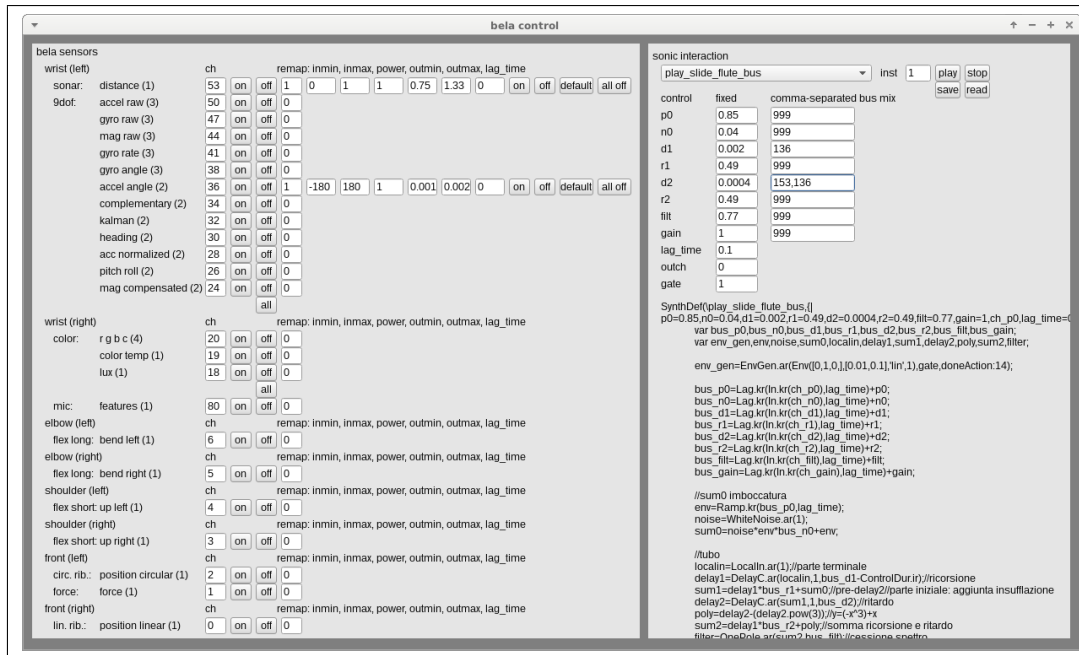 bela control
bela sensors
wrist (left) ch remap: inmin, inmax, power, outmin, outmax, lag_time
sonar: distance (1) 53 on off 1 0 1 1 0.75 1.33 0 on off default all off
9dof: accel raw (3) 50 on off 0
gyro raw (3) 47 on off 0
mag raw (3) 44 on off 0
gyro rate (3) 41 on off 0
gyro angle (3) 38 on off 0
accel angle (2) 36 on off 1 -180 180 1 0.001 0.002 0 on off default all off
complementary (2) 34 on off 0
kalman (2) 32 on off 0
heading (2) 30 on off 0
acc normalized (2) 28 on off 0
pitch roll (2) 26 on off 0
mag compensated (2) 24 on off 0
all
wrist (right) ch remap: inmin, inmax, power, outmin, outmax, lag_time
color: r g b c (4) 20 on off 0
color temp (1) 19 on off 0
lux (1) 18 on off 0
all
mic: features (1) 80 on off 0
elbow (left) ch remap: inmin, inmax, power, outmin, outmax, lag_time
flex long: bend left (1) 6 on off 0
elbow (right) ch remap: inmin, inmax, power, outmin, outmax, lag_time
flex long: bend right (1) 5 on off 0
shoulder (left) ch remap: inmin, inmax, power, outmin, outmax, lag_time
flex short: up left (1) 4 on off 0
shoulder (right) ch remap: inmin, inmax, power, outmin, outmax, lag_time
flex short: up right (1) 3 on off 0
front (left) ch remap: inmin, inmax, power, outmin, outmax, lag_time
circ. rib.: position circular (1) 2 on off 0
force: force (1) 1 on off 0
front (right) ch remap: inmin, inmax, power, outmin, outmax, lag_time
lin. rib.: position linear (1) 0 on off 0
sonic interaction
play_slide_flute_bus inst 1 play stop
save read
control fixed comma-separated bus mix
p0 0.85 999
n0 0.04 999
d1 0.002 136
r1 0.49 999
d2 0.0004 153,136
r2 0.49 999
filt 0.77 999
gain 1 999
lag_time 0.1
outch 0
gate 1
SynthDef(\play_slide_flute_bus,{|
p0=0.85,n0=0.04,d1=0.002,r1=0.49,d2=0.0004,r2=0.49,filt=0.77,gain=1,ch_p0,lag_time=0
var bus_p0,bus_n0,bus_d1,bus_r1,bus_d2,bus_r2,bus_filt,bus_gain;
var env_gen,env,noise,sum0,localin,delay1,sum1,delay2,poly,sum2,filter;
env_gen=EnvGen.ar(Env([0,1,0,],[0.01,0.1],'lin',1),gate,doneAction:14);
bus_p0=Lag.kr(In.kr(ch_p0),lag_time)+p0;
bus_n0=Lag.kr(In.kr(ch_n0),lag_time)+n0;
bus_d1=Lag.kr(In.kr(ch_d1),lag_time)+d1;
bus_r1=Lag.kr(In.kr(ch_r1),lag_time)+r1;
bus_d2=Lag.kr(In.kr(ch_d2),lag_time)+d2;
bus_r2=Lag.kr(In.kr(ch_r2),lag_time)+r2;
bus_filt=Lag.kr(In.kr(ch_filt),lag_time)+filt;
bus_gain=Lag.kr(In.kr(ch_gain),lag_time)+gain;
//sum0 imboccatura
env=Ramp.kr(bus_p0,lag_time);
noise=WhiteNoise.ar(1);
sum0=noise*env*bus_n0+env;
//tubo
localin=LocalIn.ar(1);//parte terminale
delay1=DelayC.ar(localin,1,bus_d1-ControlDur.ir);//ricorsione
sum1=delay1*bus_r1+sum0;//pre-delay2//parte iniziale: aggiunta insufflazione
delay2=DelayC.ar(sum1,1,bus_d2);//ritardo
poly=delay2-(delay2.pow(3));//y=(-x^3)+x
sum2=delay1*bus_r2+poly;//somma ricorsione e ritardo
filter=OnePole.ar(sum2,bus_filt);//cessione spettro